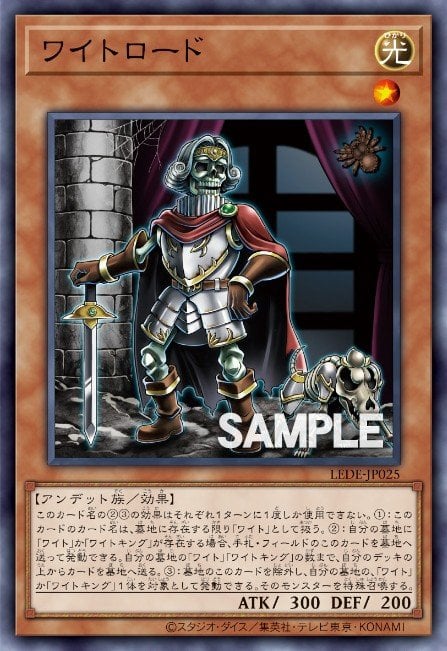 ワイトロード
ひかり
光
SAMPLE
LEDE-JP025
【アンデット族／効果】
このカード名の②③の効果はそれぞれ1ターンに1度しか使用できない。①：こ
のカードのカード名は、墓地に存在する限り「ワイト」として扱う。②：自分の墓地に
「ワイト」か「ワイトキング」が存在する場合、手札・フィールドのこのカードを墓地へ
送って発動できる。自分の墓地の「ワイト」「ワイトキング」の数まで、自分のデッキの
上からカードを墓地へ送る。③：墓地のこのカードを除外し、自分の墓地の、「ワイト」
か「ワイトキング」1体を対象として発動できる。そのモンスターを特殊召喚する。
ATK/ 300 DEF/ 200
©スタジオ・ダイス／集英社・テレビ東京・KONAMI